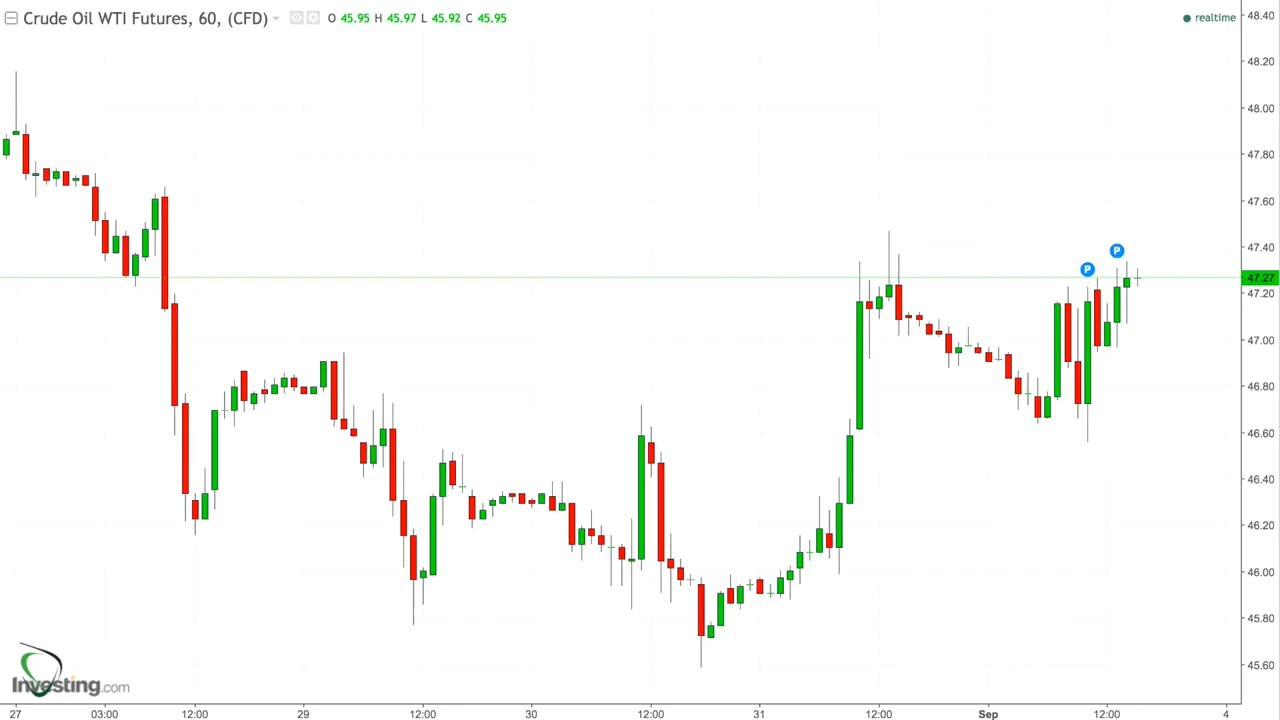 Crude Oil WTI Futures, 60, (CFD) O 45.95 H 45.97 L 45.92 C 45.95
realtime
48.40
48.20
48.00
47.80
47.60
47.40
47.27
47.20
47.00
46.80
46.60
46.40
46.20
46.00
45.80
45.60
P
P
Investing.com
27 03:00 12:00 29 12:00 30 12:00 31 12:00 Sep 12:00 4